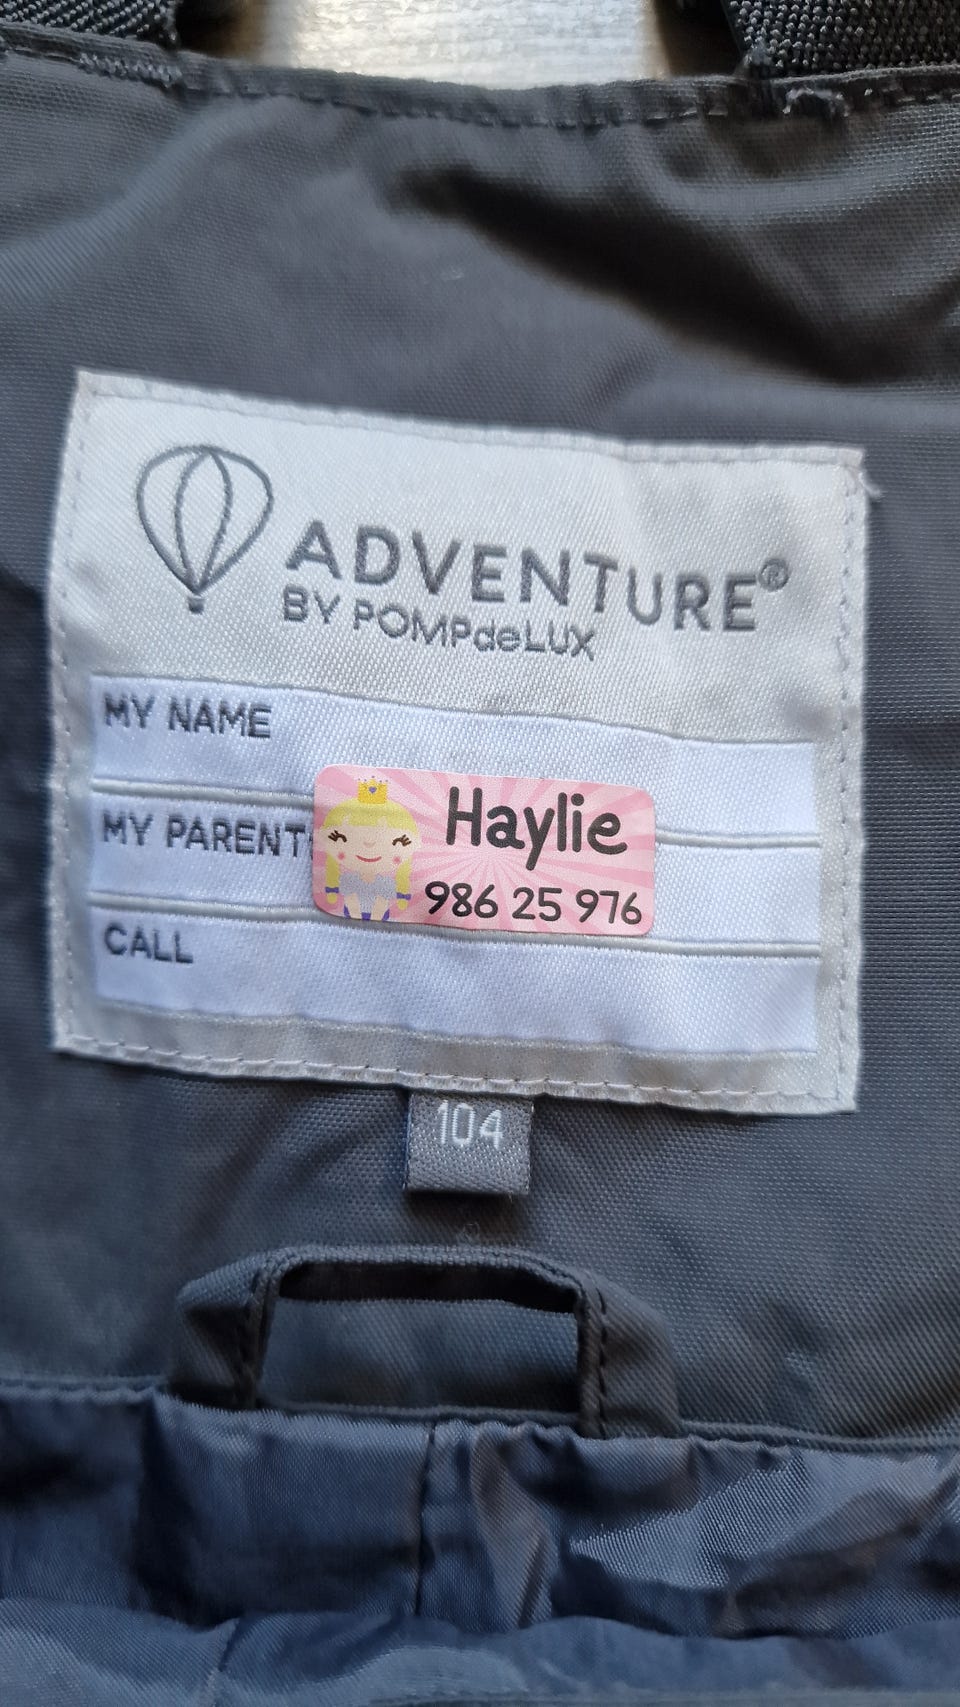 ADVENTURE®
BY POMPdeLUX
MY NAME
Haylie
MY PARENT
986 25 976
CALL
104